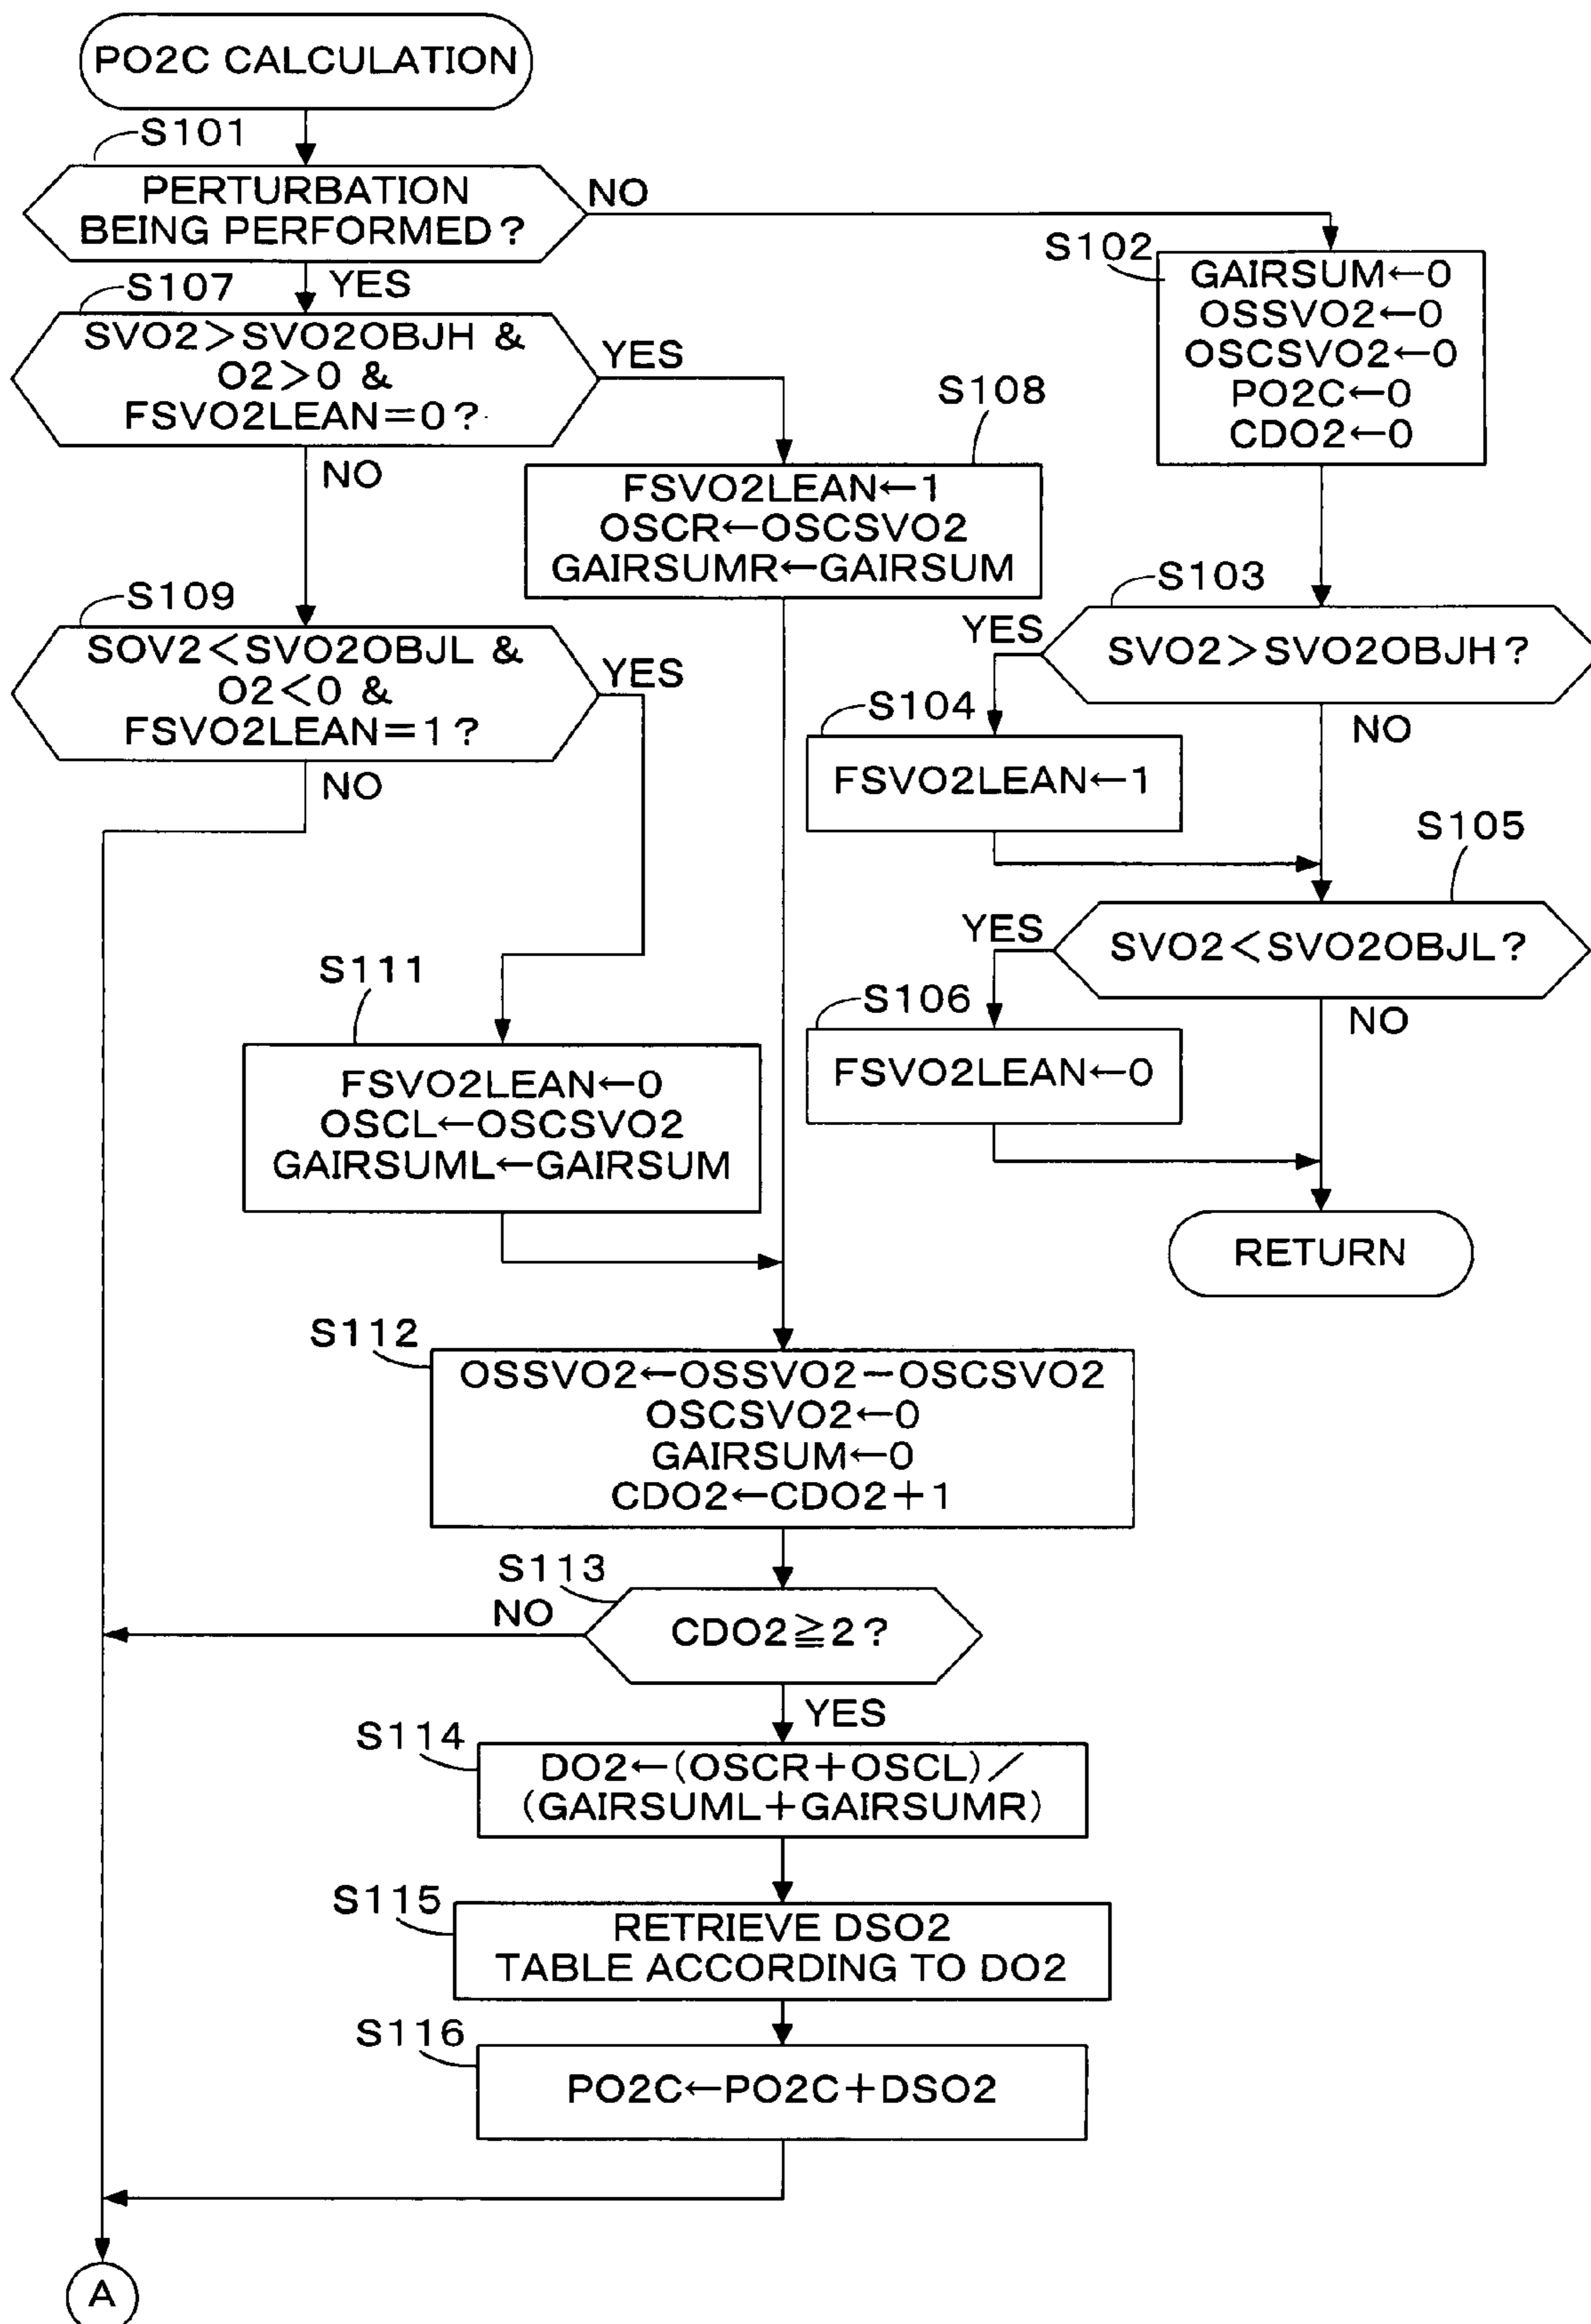 PO2C CALCULATION
S101
PERTURBATION
BEING PERFORMED?
NO
YES
S102
GAIRSUM←0
OSSVO2←0
OSCSVO2←0
PO2C←0
CDO2←0
S107
SVO2>SVO2OBJH &
O2>0 &
FSVO2LEAN=0?
YES
NO
S108
FSVO2LEAN←1
OSCR←OSCSVO2
GAIRSUMR←GAIRSUM
S103
SVO2>SVO2OBJH?
YES
NO
S104
FSVO2LEAN←1
S109
SOV2<SVO2OBJL &
O2<0 &
FSVO2LEAN=1?
YES
NO
S105
SVO2<SVO2OBJL?
YES
NO
S106
FSVO2LEAN←0
RETURN
S111
FSVO2LEAN←0
OSCL←OSCSVO2
GAIRSUML←GAIRSUM
S112
OSSVO2←OSSVO2−OSCSVO2
OSCSVO2←0
GAIRSUM←0
CDO2←CDO2+1
S113
CDO2≧2?
NO
YES
S114
DO2←(OSCR+OSCL)/
(GAIRSUML+GAIRSUMR)
S115
RETRIEVE DSO2
TABLE ACCORDING TO DO2
S116
PO2C←PO2C+DSO2
A